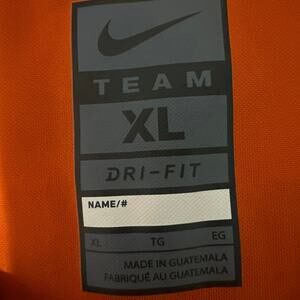 TEAM
XL
DRI-FIT
NAME/#
XL TG EG
MADE IN GUATEMALA
FABRIQUÉ AU GUATEMALA